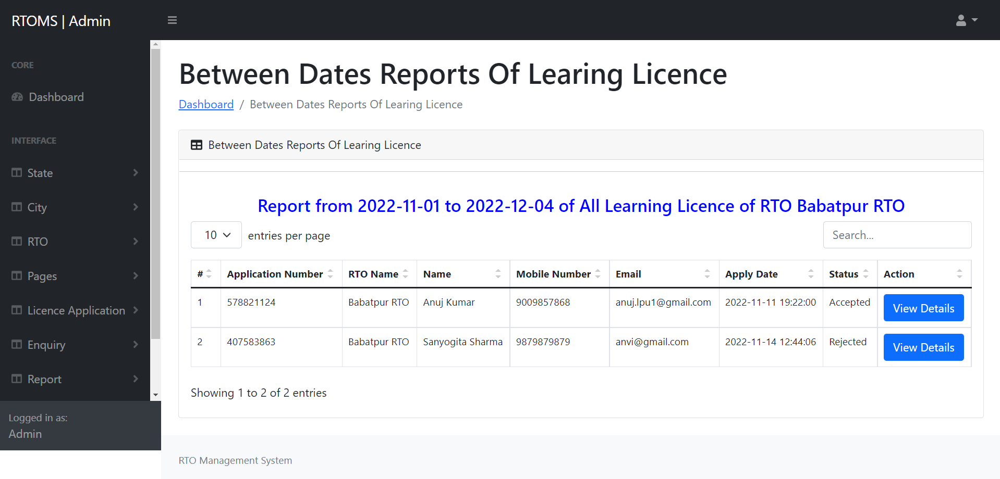 RTOMS | Admin
CORE
Dashboard
INTERFACE
State
City
RTO
Pages
Licence Application
Enquiry
Report
Logged in as:
Admin
Between Dates Reports Of Learing Licence
Dashboard / Between Dates Reports Of Learing Licence
Between Dates Reports Of Learing Licence
Report from 2022-11-01 to 2022-12-04 of All Learning Licence of RTO Babatpur RTO
10 entries per page Search...
# Application Number RTO Name Name Mobile Number Email Apply Date Status Action
1 578821124 Babatpur RTO Anuj Kumar 9009857868 anuj.lpu1@gmail.com 2022-11-11 19:22:00 Accepted View Details
2 407583863 Babatpur RTO Sanyogita Sharma 9879879879 anvi@gmail.com 2022-11-14 12:44:06 Rejected View Details
Showing 1 to 2 of 2 entries
RTO Management System